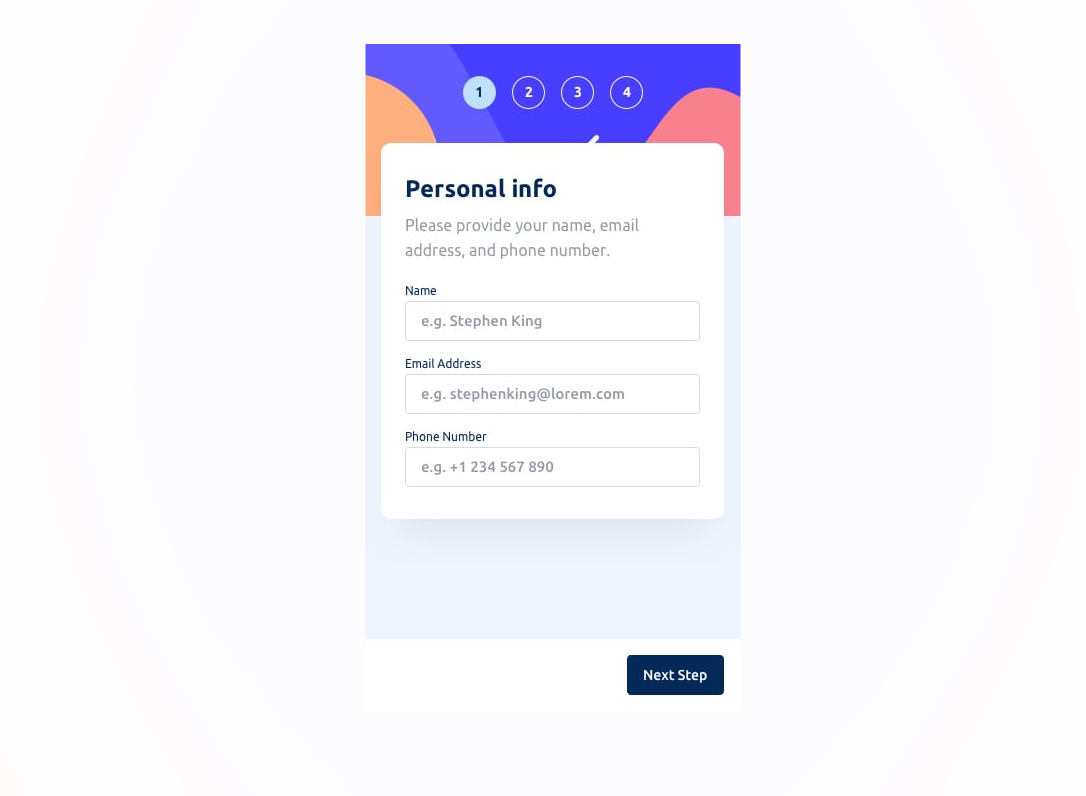 1 2 3 4
Personal info
Please provide your name, email
address, and phone number.
Name
e.g. Stephen King
Email Address
e.g. stephenking@lorem.com
Phone Number
e.g. +1 234 567 890
Next Step